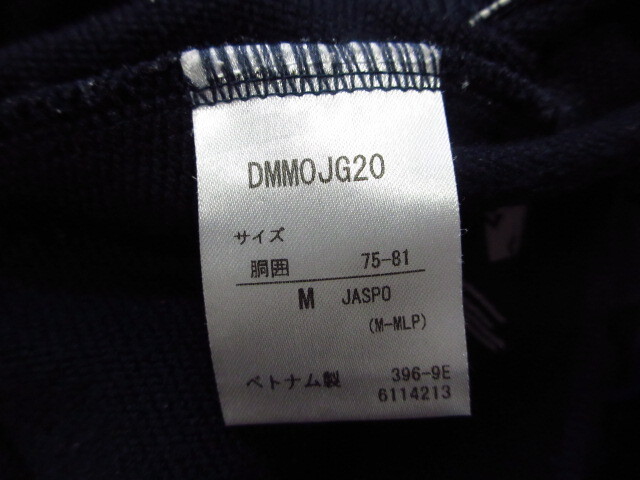 DMMOJG20
サイズ
胴囲 75-81
M JASPO
(M-MLP)
ベトナム製 396-9E
6114213